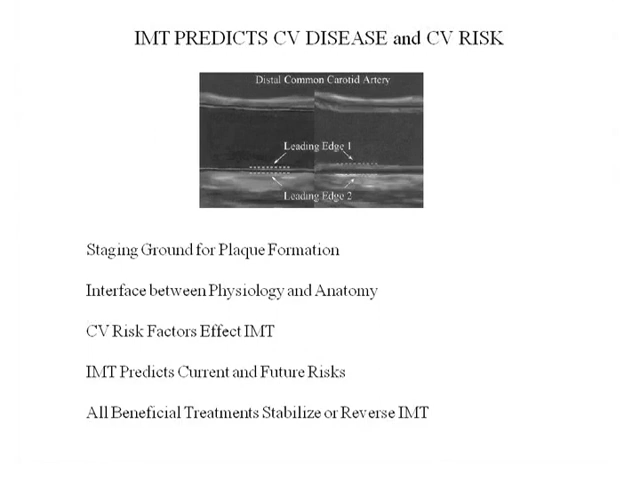 IMT PREDICTS CV DISEASE and CV RISK
Distal Common Carotid Artery
Leading Edge 1
Leading Edge 2
Staging Ground for Plaque Formation
Interface between Physiology and Anatomy
CV Risk Factors Effect IMT
IMT Predicts Current and Future Risks
All Beneficial Treatments Stabilize or Reverse IMT